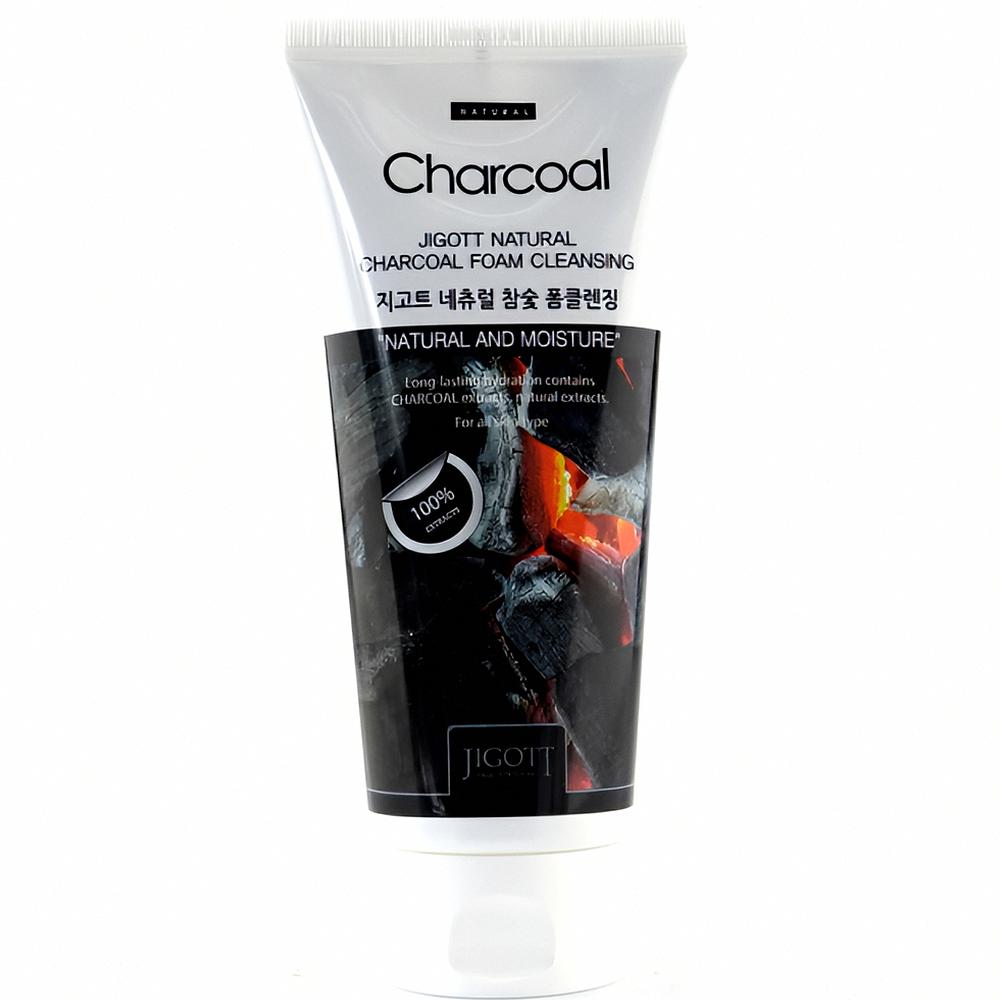 NATURAL
Charcoal
JIGOTT NATURAL
CHARCOAL FOAM CLEANSING
지고트 네츄럴 참숯 폼클렌징
"NATURAL AND MOISTURE"
Long-lasting hydration contains
CHARCOAL extracts, natural extracts.
For all skin type
100%
EXTRACTS
JIGOTT